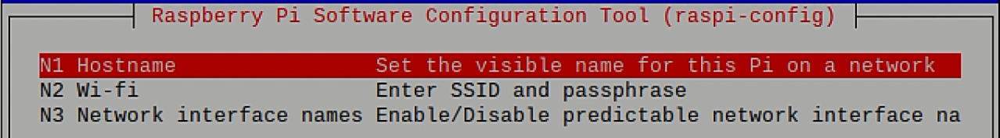 Raspberry Pi Software Configuration Tool (raspi-config)
N1 Hostname Set the visible name for this Pi on a network
N2 Wi-fi Enter SSID and passphrase
N3 Network interface names Enable/Disable predictable network interface na